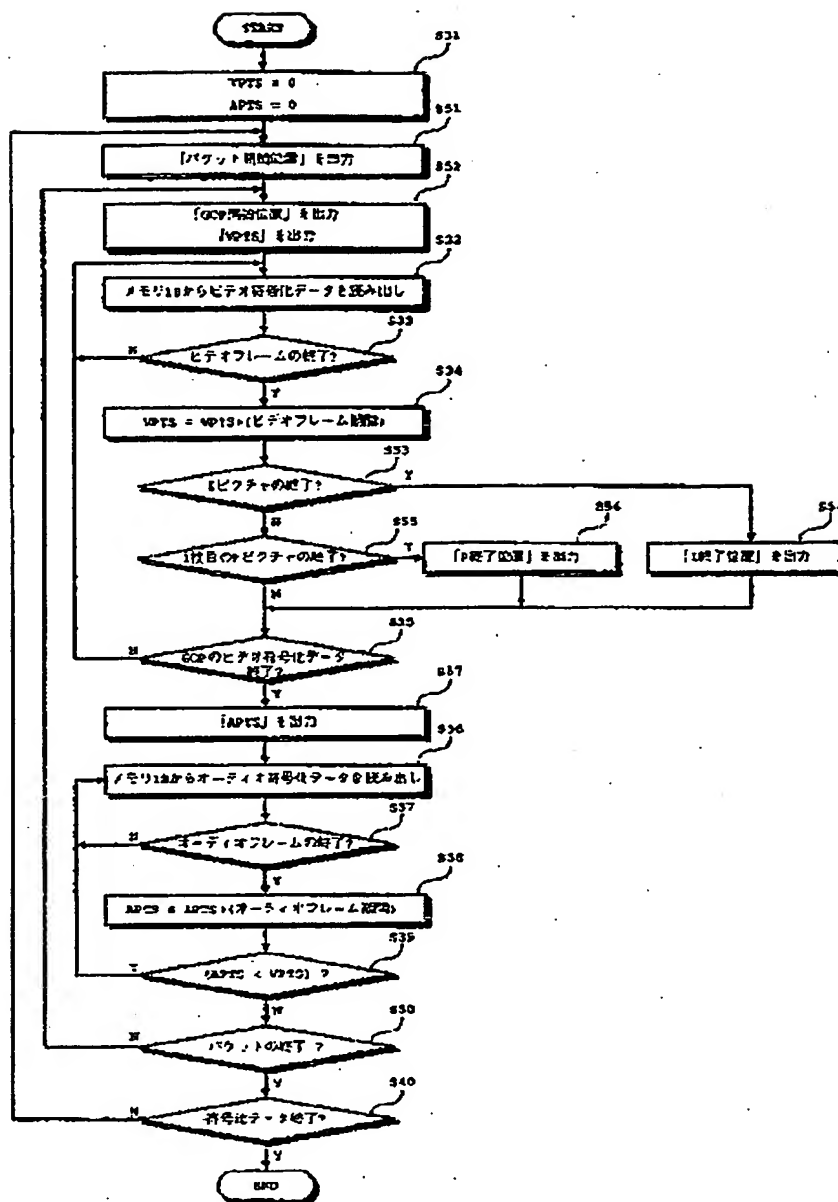 START
S31
VPTS = 0
APTS = 0
S51
「パケット開始位置」を出力
S52
「GOP開始位置」を出力
「VPTS」を出力
S32
メモリ18からビデオ符号化データを読み出し
S33
ビデオフレームの終了?
N
Y
S34
VPTS = VPTS+(ビデオフレーム時間)
S53
Iピクチャの終了?
Y
N
S55
1枚目のPピクチャの終了?
Y
N
S56
「P終了位置」を出力
「I終了位置」を出力
S35
GOPのビデオ符号化データ
終了?
N
Y
S57
「APTS」を出力
S36
メモリ18からオーディオ符号化データを読み出し
S37
オーディオフレームの終了?
N
Y
S38
APTS = APTS+(オーディオフレーム時間)
S39
(APTS < VPTS) ?
Y
N
パケットの終了 ?
N
Y
S40
符号化データ終了?
N
Y
END